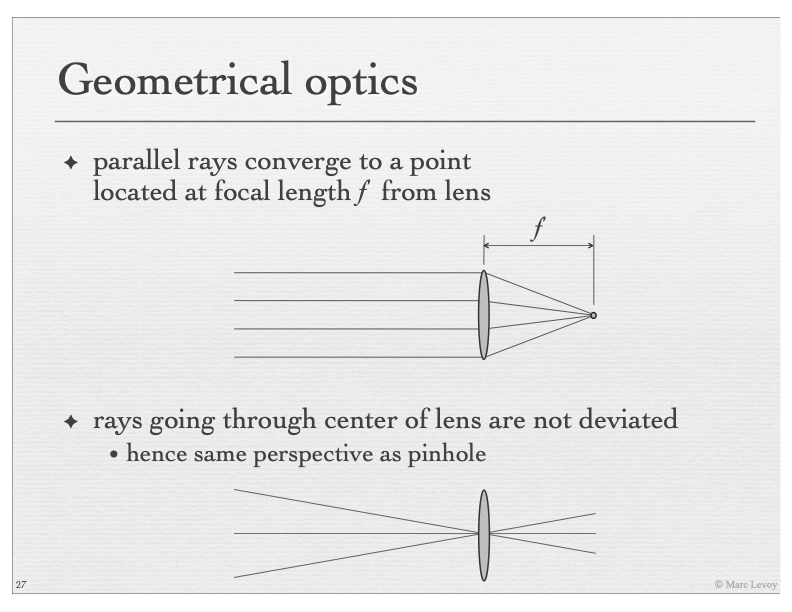 Geometrical optics
✦ parallel rays converge to a point
located at focal length f from lens
f
✦ rays going through center of lens are not deviated
• hence same perspective as pinhole
27
© Marc Levoy